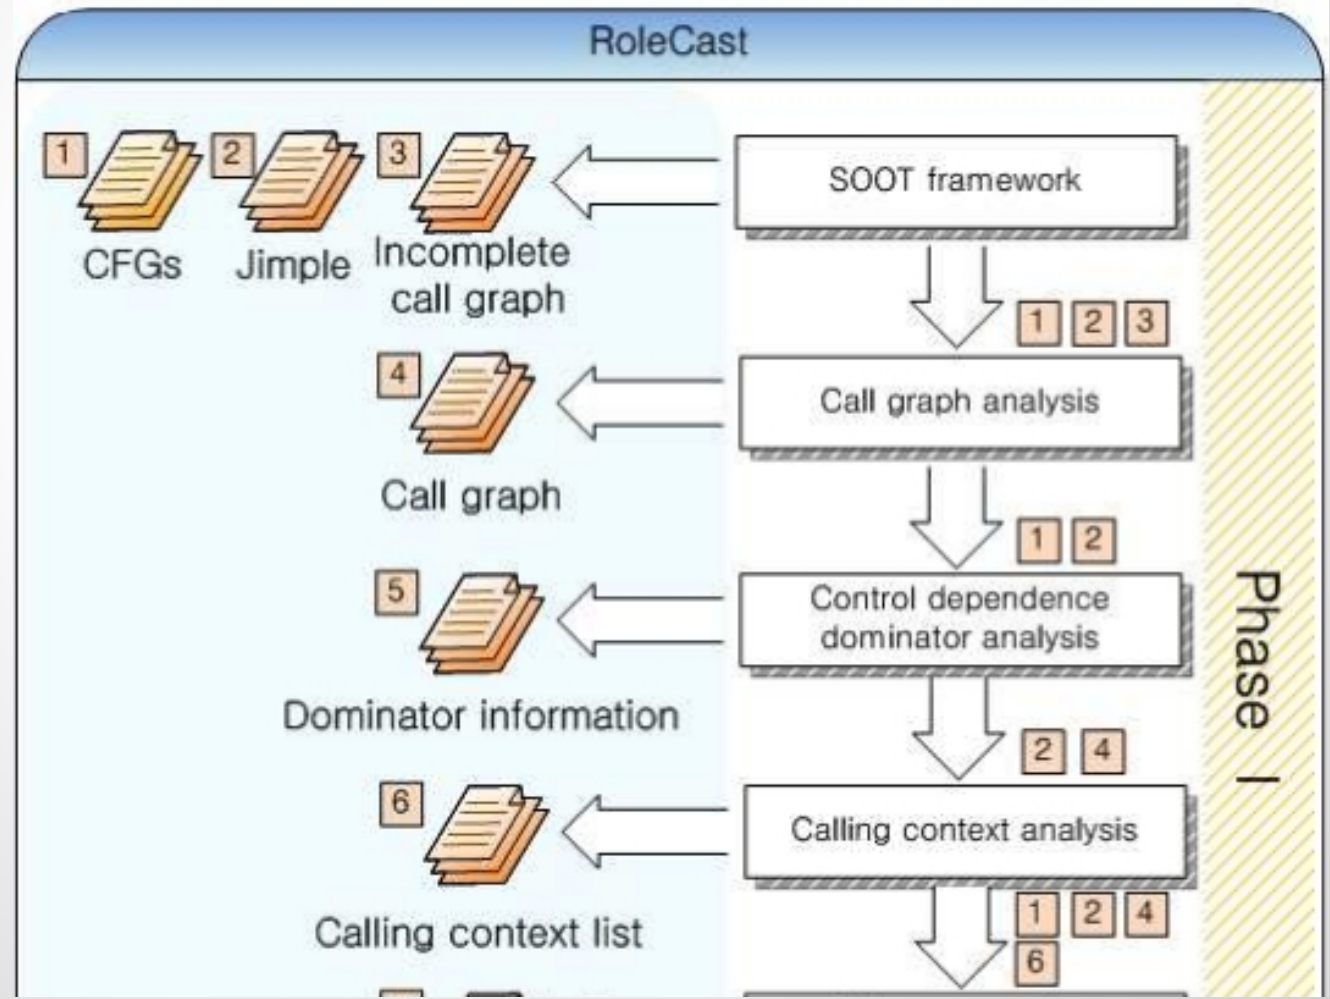 RoleCast
1 2 3
SOOT framework
CFGs Jimple Incomplete
call graph
1 2 3
4
Call graph analysis
Call graph
1 2
5
Control dependence
dominator analysis
Dominator information
2 4
6
Calling context analysis
Calling context list
1 2 4
6
Phase I